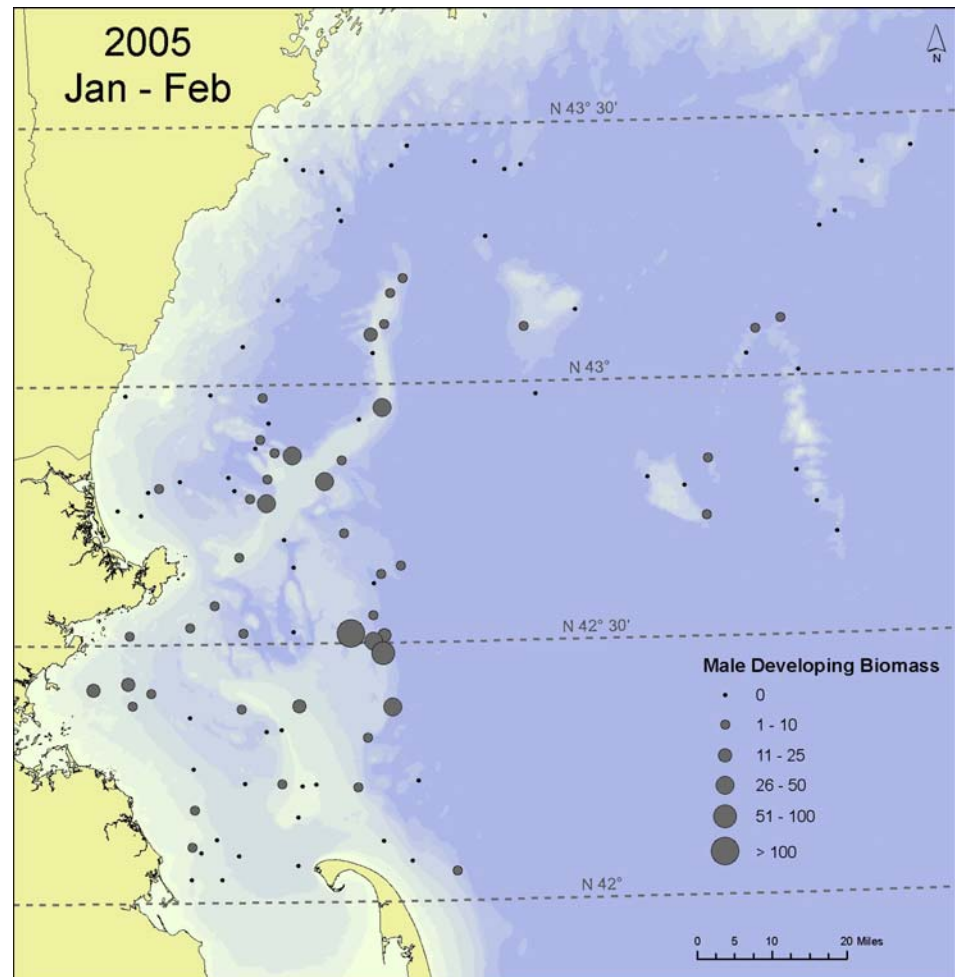 2005
Jan - Feb
N
N 43° 30'
N 43°
N 42° 30'
Male Developing Biomass
0
1 - 10
11 - 25
26 - 50
51 - 100
> 100
N 42°
0 5 10 20 Miles